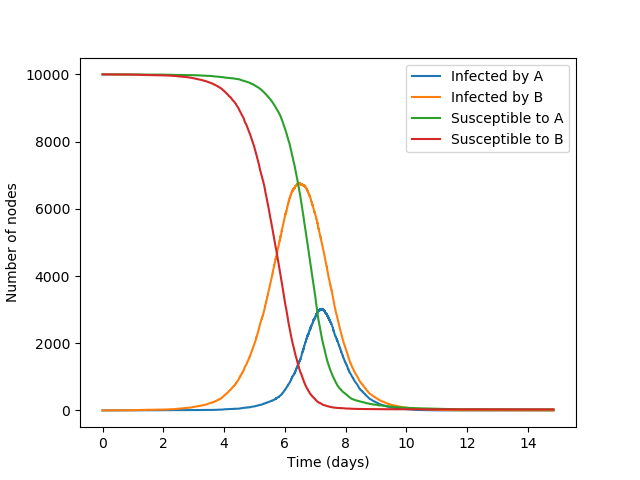 10000
8000
6000
4000
2000
0
Number of nodes
Infected by A
Infected by B
Susceptible to A
Susceptible to B
0 2 4 6 8 10 12 14
Time (days)